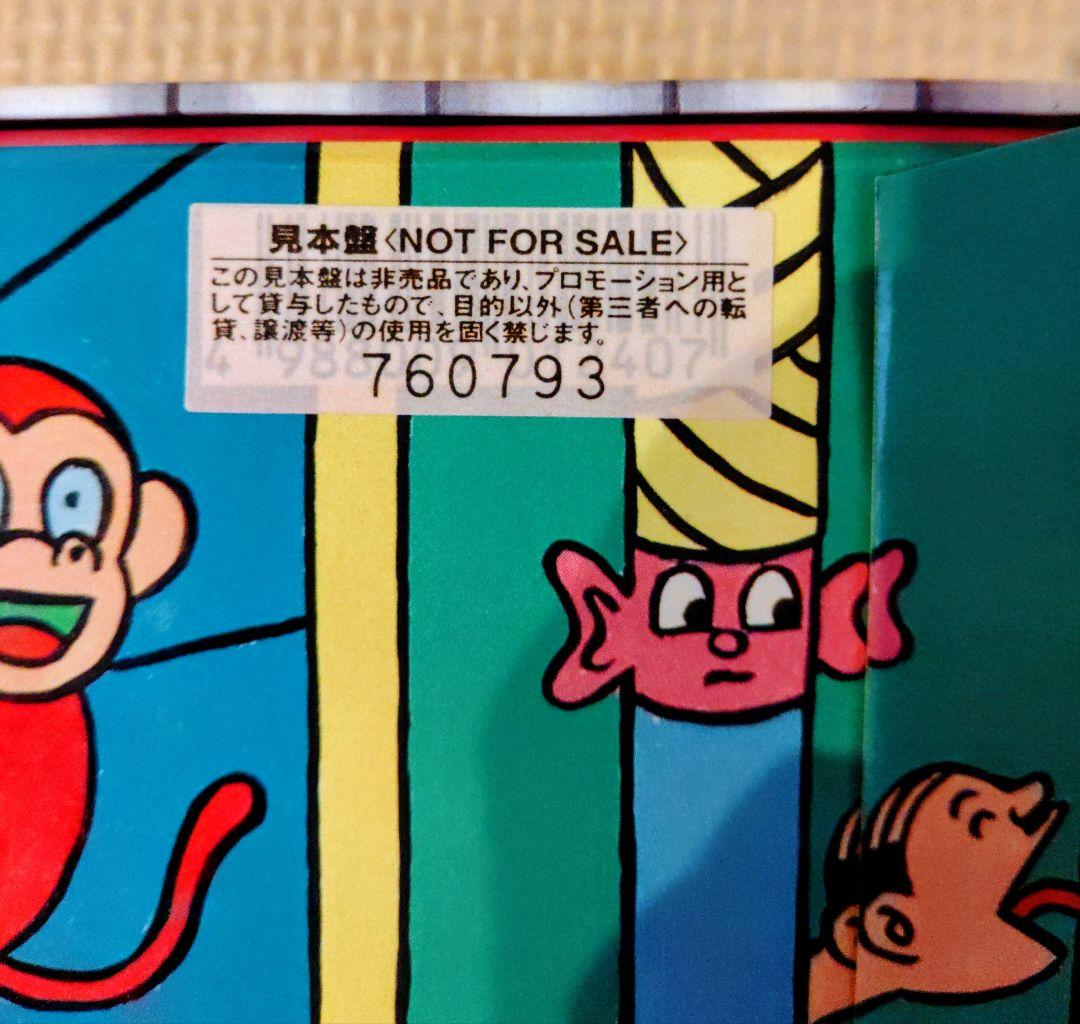 見本盤〈NOT FOR SALE〉
この見本盤は非売品であり、プロモーション用と
して貸与したもので、目的以外(第三者への転
貸、譲渡等)の使用を固く禁じます。
4 988 407
760793